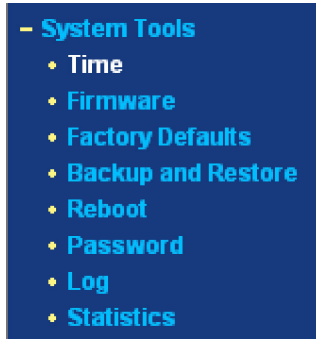 – System Tools
• Time
• Firmware
• Factory Defaults
• Backup and Restore
• Reboot
• Password
• Log
• Statistics